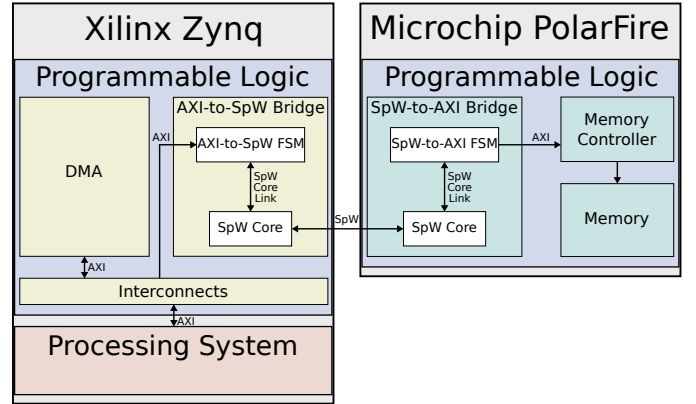 Xilinx Zynq
Programmable Logic
DMA
AXI-to-SpW Bridge
AXI
AXI-to-SpW FSM
SpW
Core
Link
SpW Core
AXI
Interconnects
AXI
Processing System
SpW
Microchip PolarFire
Programmable Logic
SpW-to-AXI Bridge
SpW-to-AXI FSM
AXI
SpW
Core
Link
SpW Core
Memory
Controller
Memory